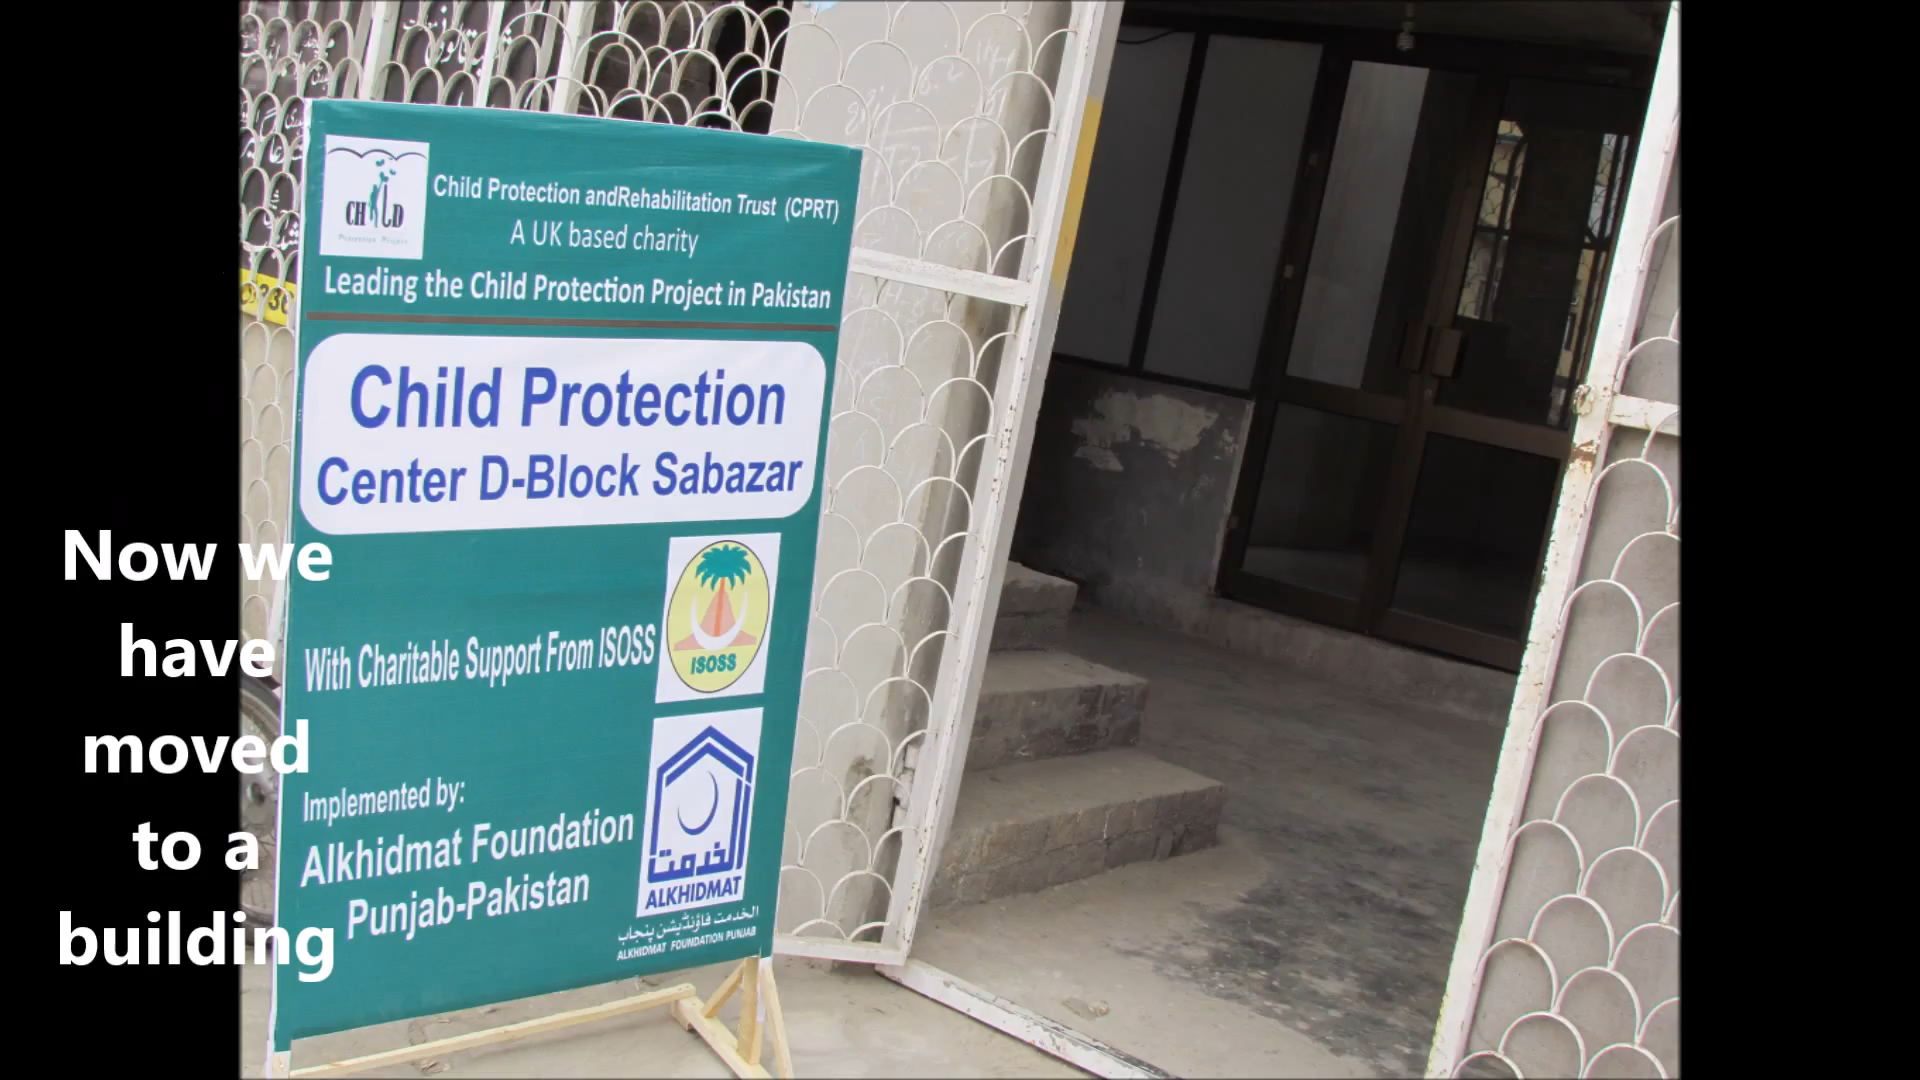 CHILD
Protection Project
Child Protection andRehabilitation Trust (CPRT)
A UK based charity
Leading the Child Protection Project in Pakistan
Child Protection
Center D-Block Sabazar
With Charitable Support From ISOSS
ISOSS
Implemented by:
Alkhidmat Foundation
Punjab-Pakistan
الخدمت
ALKHIDMAT
الخدمت فاؤنڈیشن پنجاب
ALKHIDMAT FOUNDATION PUNJAB
Now we
have
moved
to a
building